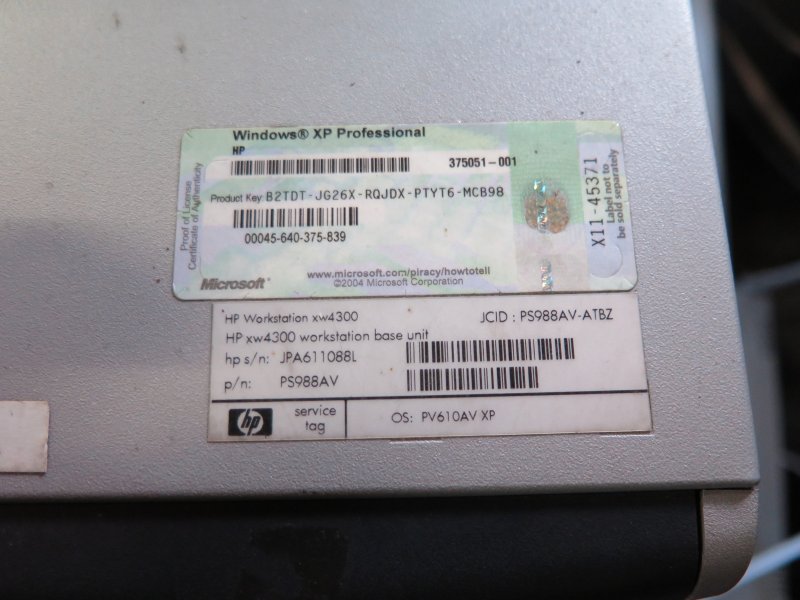 Windows® XP Professional
HP
375051-001
Product Key: B2TDT-JG26X-RQJDX-PTYT6-MCB98
00045-640-375-839
www.microsoft.com/piracy/howtotell
©2004 Microsoft Corporation
Microsoft®
Proof of License
Certificate of Authenticity
X11-45371
Label not to
be sold separately
HP Workstation xw4300 JCID : PS988AV-ATBZ
HP xw4300 workstation base unit
hp s/n: JPA611088L
p/n: PS988AV
hp service
tag
OS: PV610AV XP